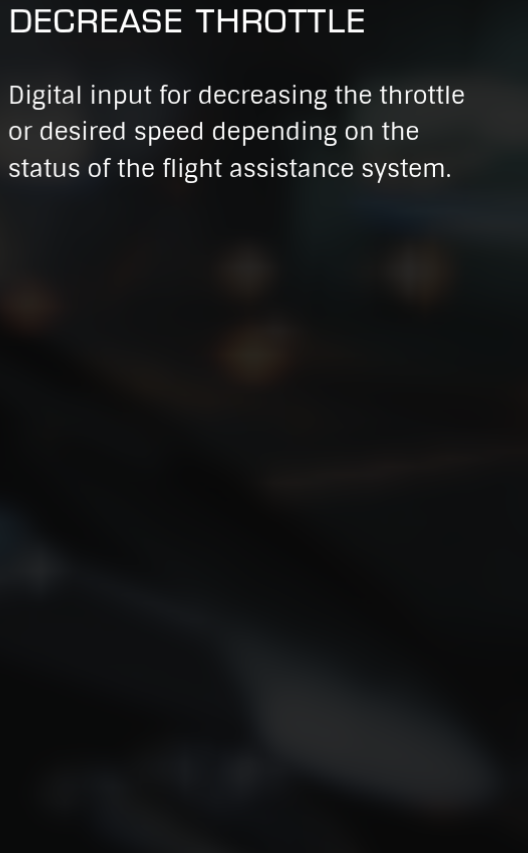 DECREASE THROTTLE
Digital input for decreasing the throttle
or desired speed depending on the
status of the flight assistance system.